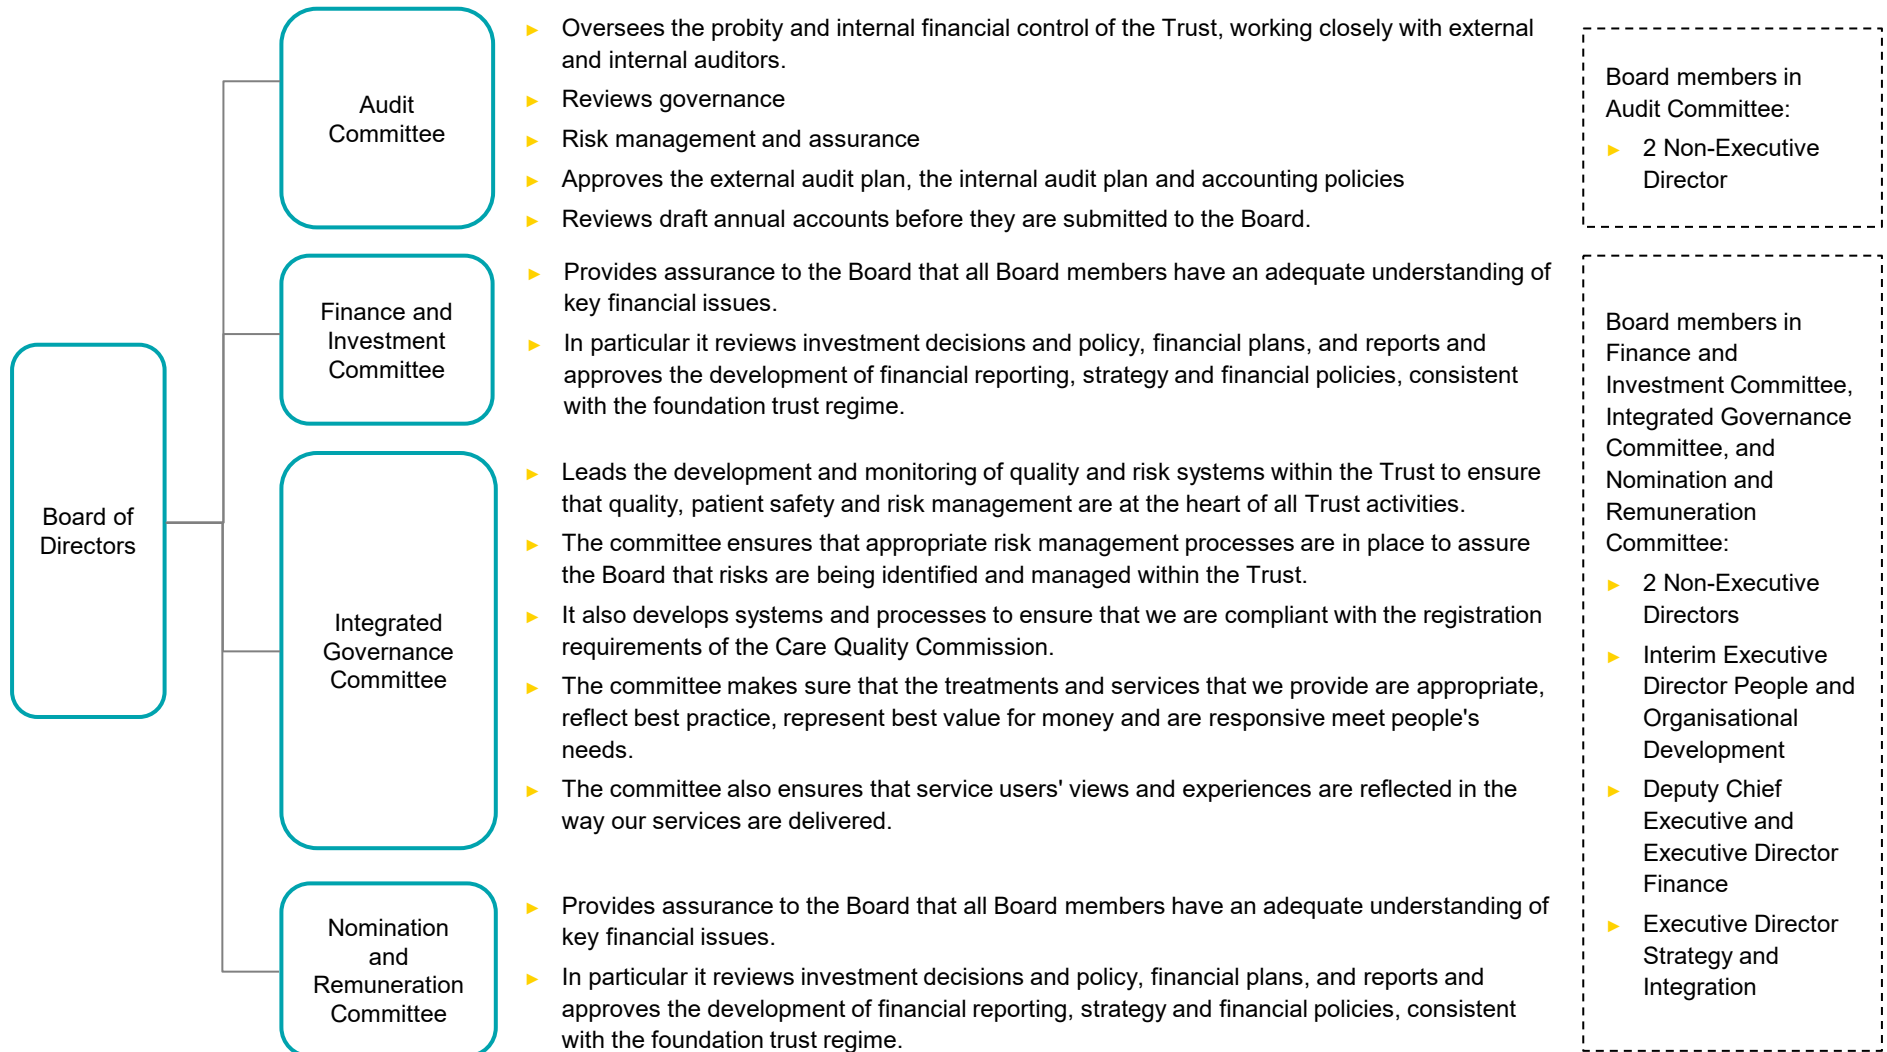 Board of
Directors
Audit
Committee
► Oversees the probity and internal financial control of the Trust, working closely with external
and internal auditors.
► Reviews governance
► Risk management and assurance
► Approves the external audit plan, the internal audit plan and accounting policies
► Reviews draft annual accounts before they are submitted to the Board.
Board members in
Audit Committee:
► 2 Non-Executive
Director
Finance and
Investment
Committee
► Provides assurance to the Board that all Board members have an adequate understanding of
key financial issues.
► In particular it reviews investment decisions and policy, financial plans, and reports and
approves the development of financial reporting, strategy and financial policies, consistent
with the foundation trust regime.
Integrated
Governance
Committee
► Leads the development and monitoring of quality and risk systems within the Trust to ensure
that quality, patient safety and risk management are at the heart of all Trust activities.
► The committee ensures that appropriate risk management processes are in place to assure
the Board that risks are being identified and managed within the Trust.
► It also develops systems and processes to ensure that we are compliant with the registration
requirements of the Care Quality Commission.
► The committee makes sure that the treatments and services that we provide are appropriate,
reflect best practice, represent best value for money and are responsive meet people's
needs.
► The committee also ensures that service users' views and experiences are reflected in the
way our services are delivered.
Nomination
and
Remuneration
Committee
► Provides assurance to the Board that all Board members have an adequate understanding of
key financial issues.
► In particular it reviews investment decisions and policy, financial plans, and reports and
approves the development of financial reporting, strategy and financial policies, consistent
with the foundation trust regime.
Board members in
Finance and
Investment Committee,
Integrated Governance
Committee, and
Nomination and
Remuneration
Committee:
► 2 Non-Executive
Directors
► Interim Executive
Director People and
Organisational
Development
► Deputy Chief
Executive and
Executive Director
Finance
► Executive Director
Strategy and
Integration